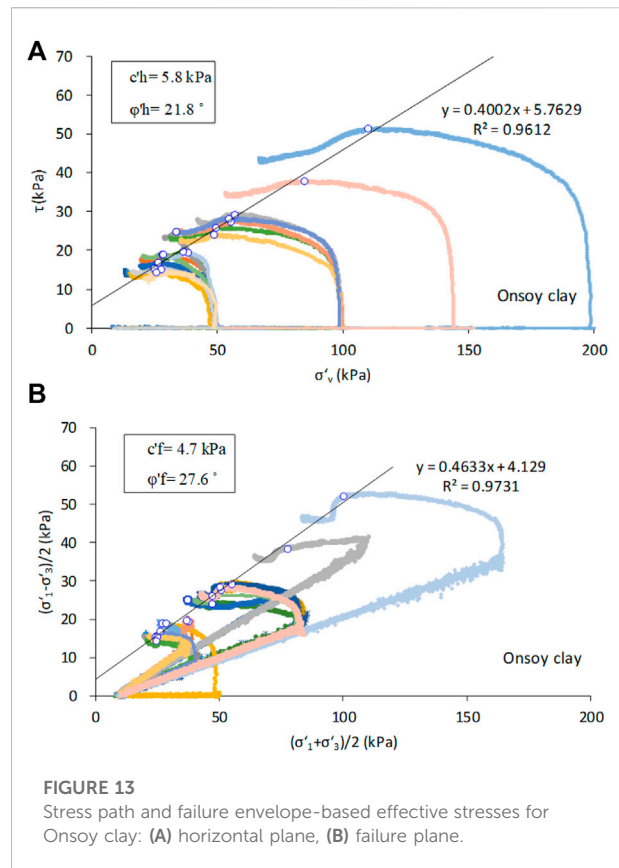 A
70
60
50
40
30
20
10
0
τ(kPa)
c'h = 5.8 kPa
φ'h= 21.8 °
y = 0.4002x + 5.7629
R² = 0.9612
Onsoy clay
0 50 100 150 200
σ'ᵥ (kPa)
B
70
60
50
40
30
20
10
0
(σ'₁-σ'₃)/2 (kPa)
c'f = 4.7 kPa
φ'f= 27.6 °
y = 0.4633x + 4.129
R² = 0.9731
Onsoy clay
0 50 100 150 200
(σ'₁+σ'₃)/2 (kPa)
FIGURE 13
Stress path and failure envelope-based effective stresses for
Onsoy clay: (A) horizontal plane, (B) failure plane.